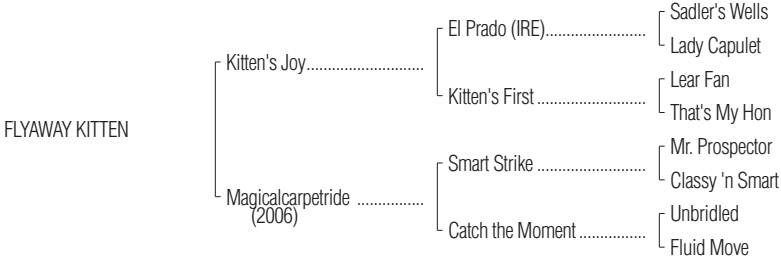 Sadler's Wells
El Prado (IRE)........................
Lady Capulet
Kitten's Joy............................
Lear Fan
Kitten's First ..........................
That's My Hon
FLYAWAY KITTEN
Mr. Prospector
Smart Strike ..........................
Classy 'n Smart
Magicalcarpetride ................
(2006)
Unbridled
Catch the Moment ................
Fluid Move